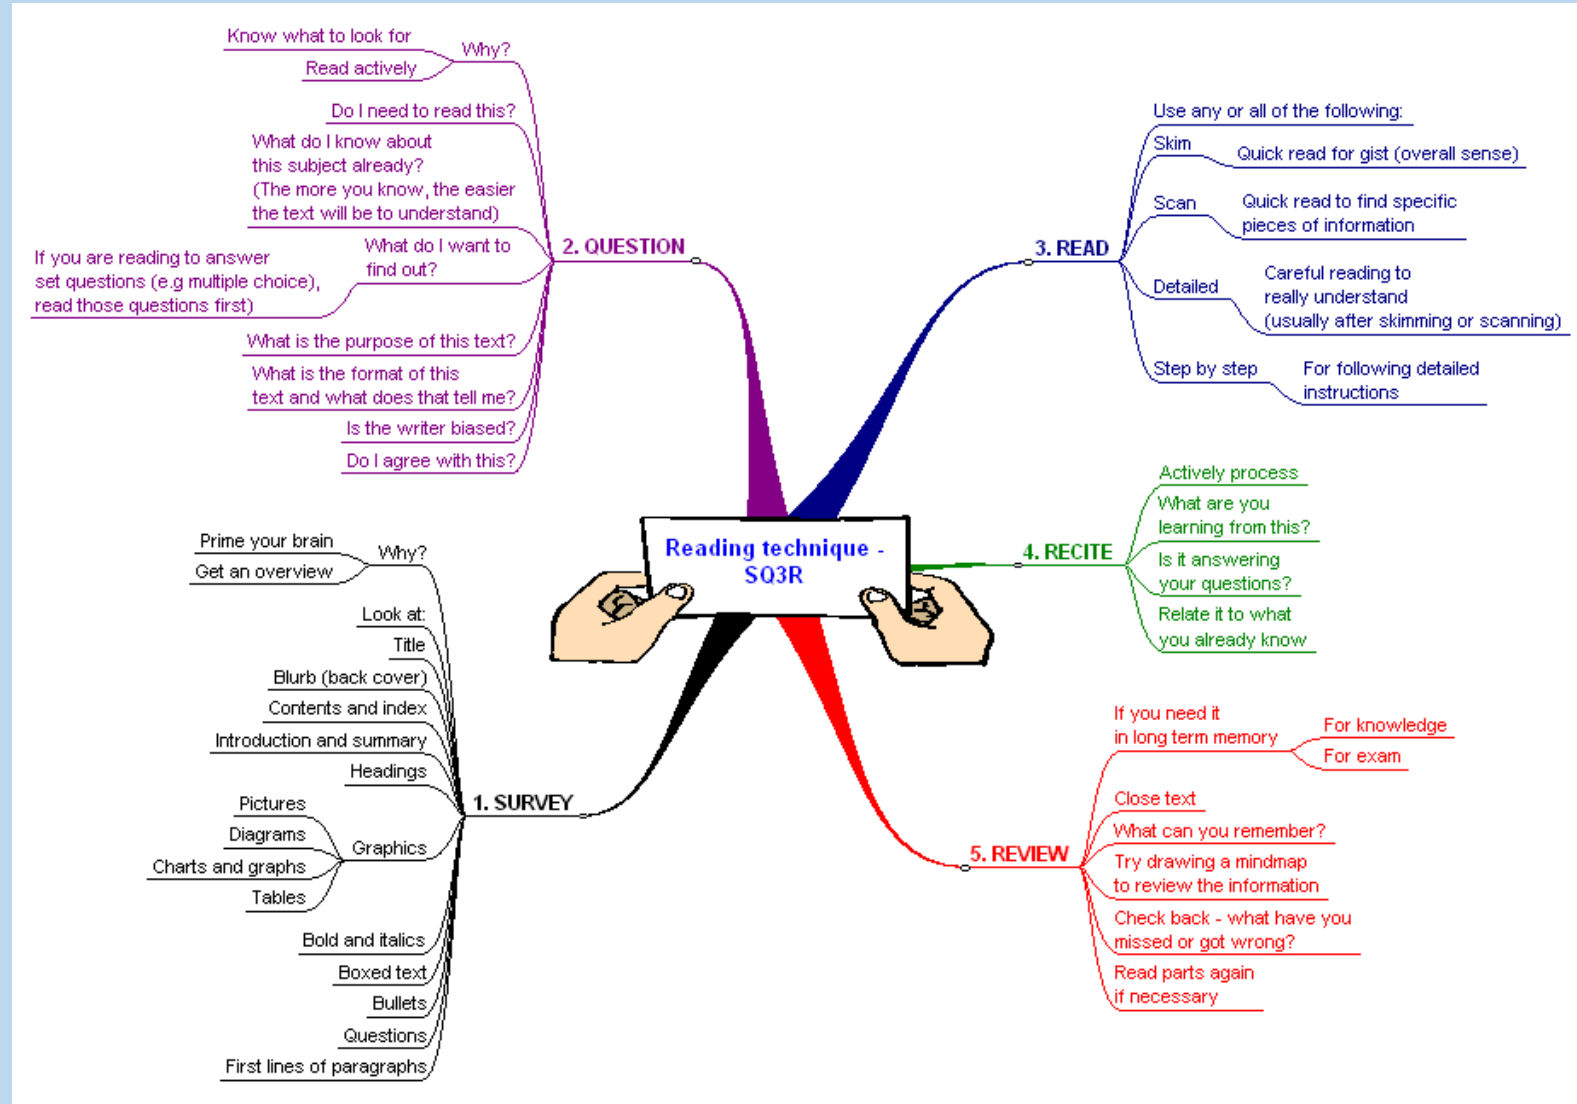 Reading technique -
SQ3R
1. SURVEY
Why?
Prime your brain
Get an overview
Look at:
Title
Blurb (back cover)
Contents and index
Introduction and summary
Headings
Graphics
Pictures
Diagrams
Charts and graphs
Tables
Bold and italics
Boxed text
Bullets
Questions
First lines of paragraphs
2. QUESTION
Why?
Know what to look for
Read actively
Do I need to read this?
What do I know about
this subject already?
(The more you know, the easier
the text will be to understand)
What do I want to
find out?
If you are reading to answer
set questions (e.g multiple choice),
read those questions first)
What is the purpose of this text?
What is the format of this
text and what does that tell me?
Is the writer biased?
Do I agree with this?
3. READ
Use any or all of the following:
Skim
Quick read for gist (overall sense)
Scan
Quick read to find specific
pieces of information
Detailed
Careful reading to
really understand
(usually after skimming or scanning)
Step by step
For following detailed
instructions
4. RECITE
Actively process
What are you
learning from this?
Is it answering
your questions?
Relate it to what
you already know
5. REVIEW
If you need it
in long term memory
For knowledge
For exam
Close text
What can you remember?
Try drawing a mindmap
to review the information
Check back - what have you
missed or got wrong?
Read parts again
if necessary